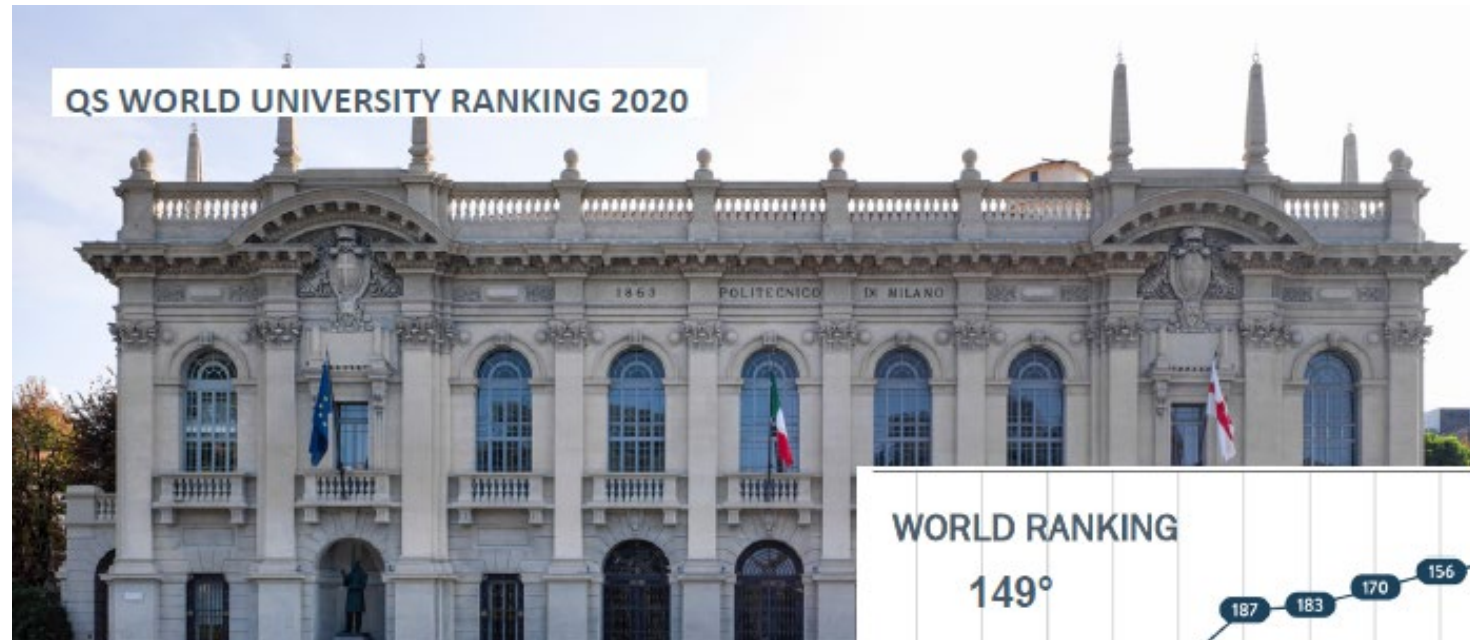 QS WORLD UNIVERSITY RANKING 2020
1863 POLITECNICO DI MILANO
WORLD RANKING
149°
187 183 170 156